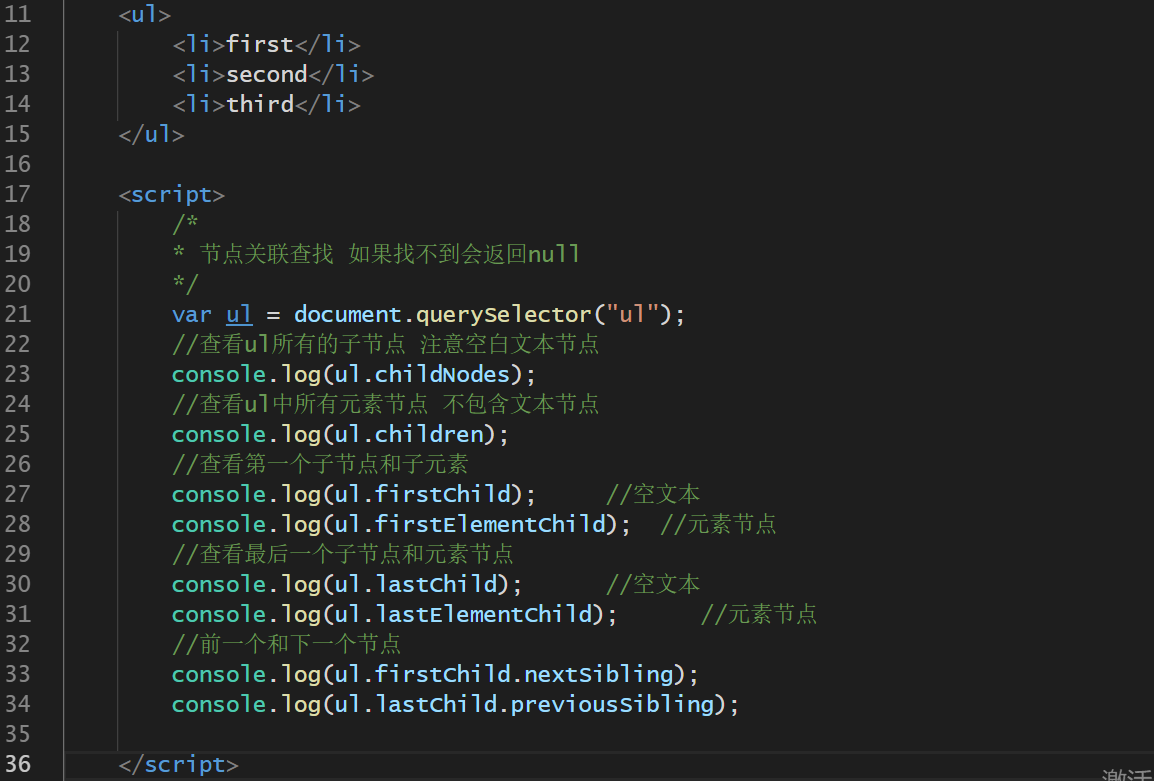 11 <ul>
12 <li>first</li>
13 <li>second</li>
14 <li>third</li>
15 </ul>
16
17 <script>
18 /*
19 * 节点关联查找 如果找不到会返回null
20 */
21 var ul = document.querySelector("ul");
22 //查看ul所有的子节点 注意空白文本节点
23 console.log(ul.childNodes);
24 //查看ul中所有元素节点 不包含文本节点
25 console.log(ul.children);
26 //查看第一个子节点和子元素
27 console.log(ul.firstChild); //空文本
28 console.log(ul.firstElementChild); //元素节点
29 //查看最后一个子节点和元素节点
30 console.log(ul.lastChild); //空文本
31 console.log(ul.lastElementChild); //元素节点
32 //前一个和下一个节点
33 console.log(ul.firstChild.nextSibling);
34 console.log(ul.lastChild.previousSibling);
35
36 </script>
激活